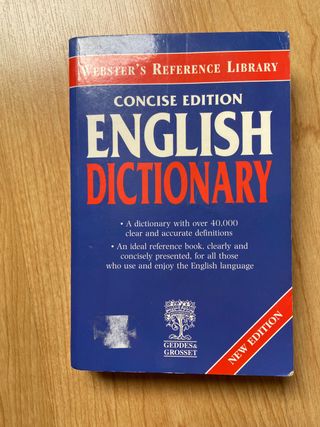 WEBSTER'S REFERENCE LIBRARY
CONCISE EDITION
ENGLISH
DICTIONARY
• A dictionary with over 40,000
clear and accurate definitions
• An ideal reference book, clearly and
concisely presented, for all those
who use and enjoy the English language
GEDDES &
GROSSET
NEW EDITION